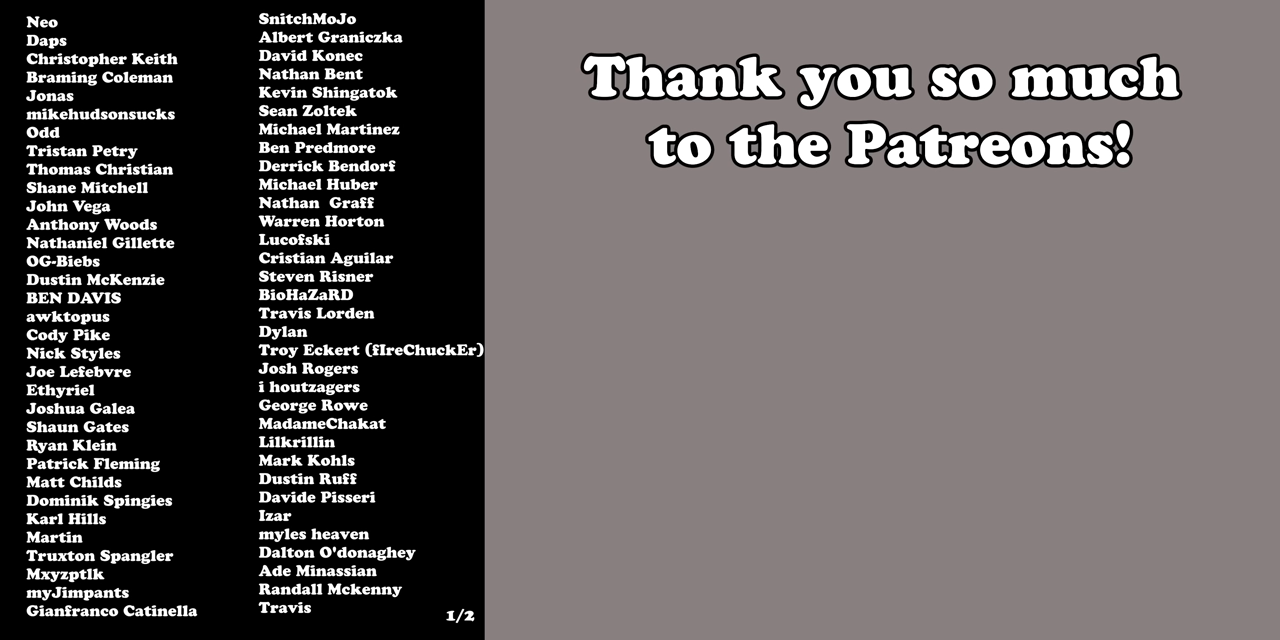 Neo
Daps
Christopher Keith
Braming Coleman
Jonas
mikehudsonsucks
Odd
Tristan Petry
Thomas Christian
Shane Mitchell
John Vega
Anthony Woods
Nathaniel Gillette
OG-Biebs
Dustin McKenzie
BEN DAVIS
awktopus
Cody Pike
Nick Styles
Joe Lefebvre
Ethyriel
Joshua Galea
Shaun Gates
Ryan Klein
Patrick Fleming
Matt Childs
Dominik Spingies
Karl Hills
Martin
Truxton Spangler
Mxyzptlk
myJimpants
Gianfranco Catinella
SnitchMoJo
Albert Graniczka
David Konec
Nathan Bent
Kevin Shingatok
Sean Zoltek
Michael Martinez
Ben Predmore
Derrick Bendorf
Michael Huber
Nathan  Graff
Warren Horton
Lucofski
Cristian Aguilar
Steven Risner
BioHaZaRD
Travis Lorden
Dylan
Troy Eckert (fIreChuckEr)
Josh Rogers
i houtzagers
George Rowe
MadameChakat
Lilkrillin
Mark Kohls
Dustin Ruff
Davide Pisseri
Izar
myles heaven
Dalton O'donaghey
Ade Minassian
Randall Mckenny
Travis
1/2
Thank you so much
to the Patreons!